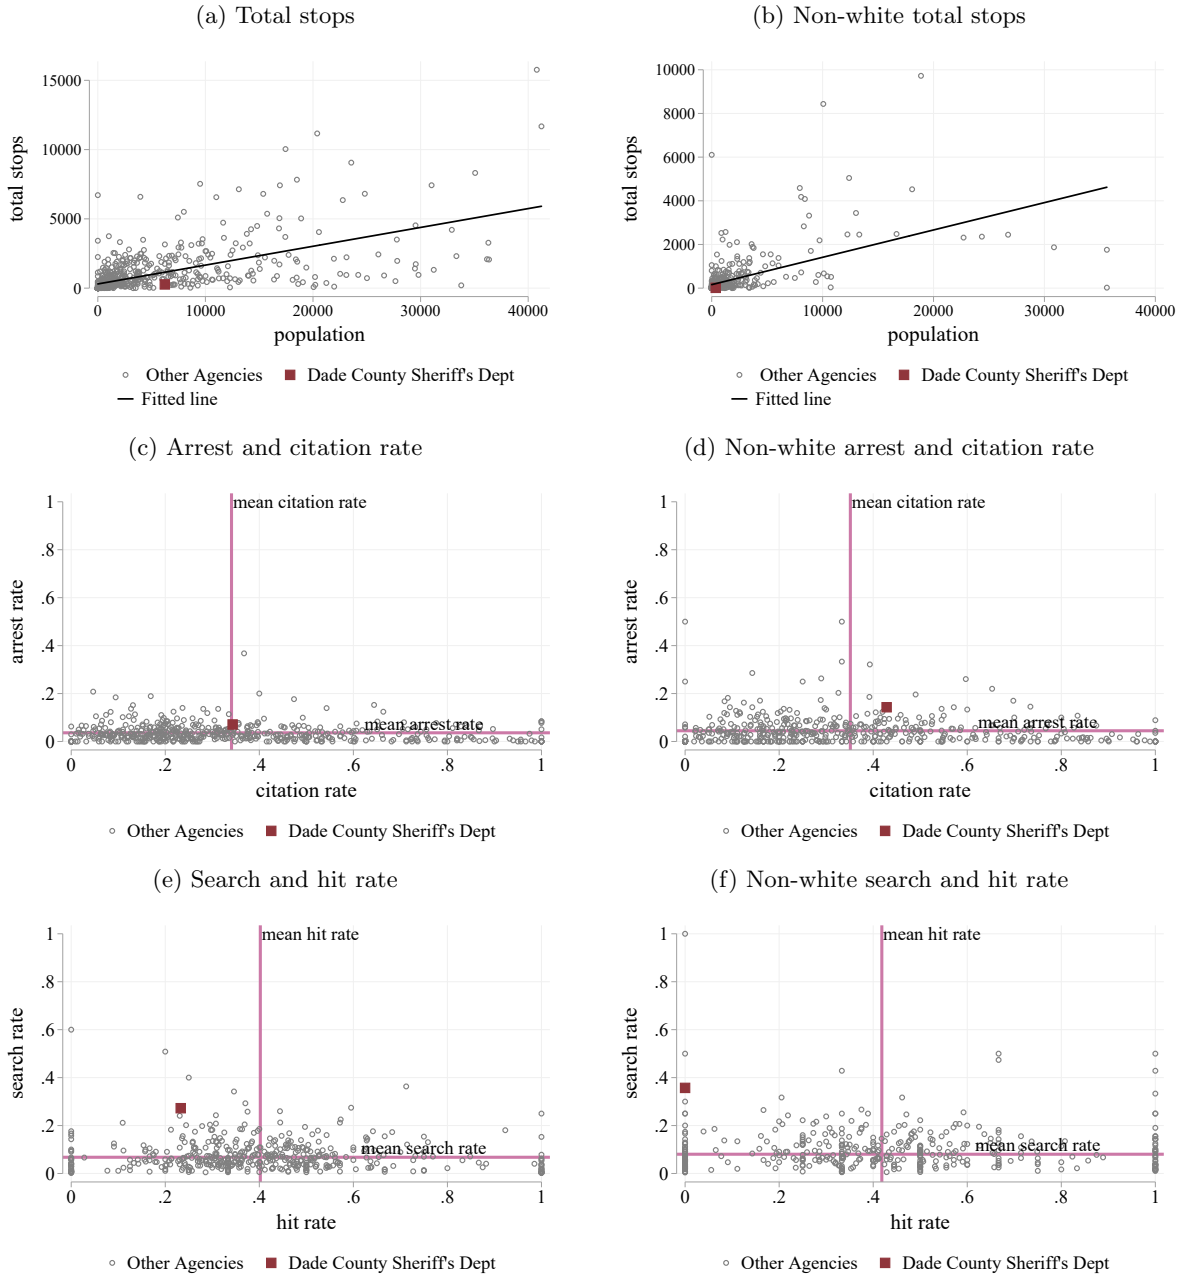 (a) Total stops
(b) Non-white total stops
total stops
15000
10000
5000
0
0 10000 20000 30000 40000
population
Other Agencies Dade County Sheriff's Dept
Fitted line
total stops
10000
8000
6000
4000
2000
0
0 10000 20000 30000 40000
population
Other Agencies Dade County Sheriff's Dept
Fitted line
(c) Arrest and citation rate
(d) Non-white arrest and citation rate
arrest rate
1
.8
.6
.4
.2
0
mean citation rate
mean arrest rate
0 .2 .4 .6 .8 1
citation rate
Other Agencies Dade County Sheriff's Dept
arrest rate
1
.8
.6
.4
.2
0
mean citation rate
mean arrest rate
0 .2 .4 .6 .8 1
citation rate
Other Agencies Dade County Sheriff's Dept
(e) Search and hit rate
(f) Non-white search and hit rate
search rate
1
.8
.6
.4
.2
0
mean hit rate
mean search rate
0 .2 .4 .6 .8 1
hit rate
Other Agencies Dade County Sheriff's Dept
search rate
1
.8
.6
.4
.2
0
mean hit rate
mean search rate
0 .2 .4 .6 .8 1
hit rate
Other Agencies Dade County Sheriff's Dept